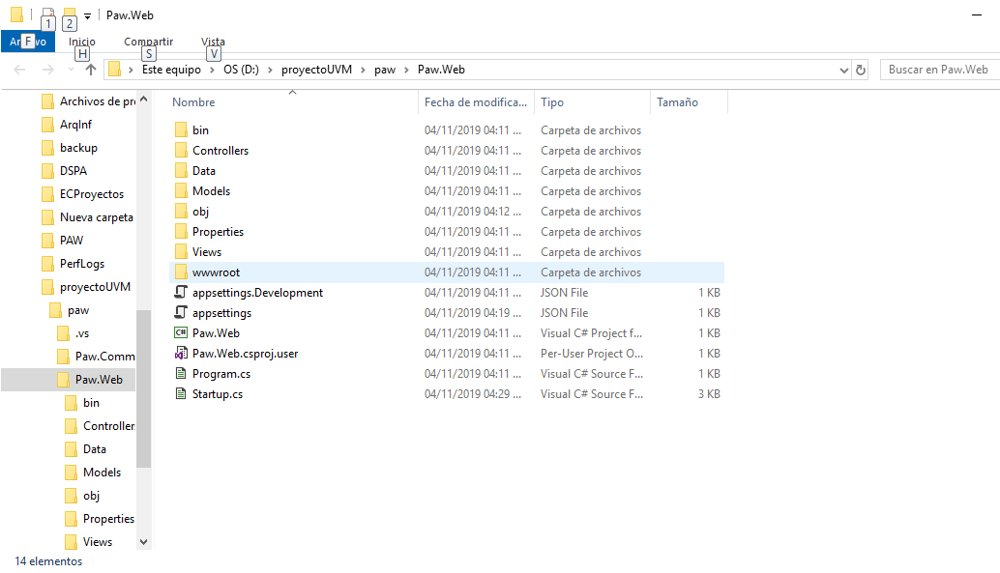 1 2 Paw.Web
Ar F vo Inicio Compartir Vista
H S V
Este equipo > OS (D:) > proyectoUVM > paw > Paw.Web
Buscar en Paw.Web
Archivos de pr
ArqInf
backup
DSPA
ECProyectos
Nueva carpeta
PAW
PerfLogs
proyectoUVM
paw
.vs
Paw.Comm
Paw.Web
bin
Controller
Data
Models
obj
Properties
Views
Nombre Fecha de modifica... Tipo Tamaño
bin 04/11/2019 04:11 ... Carpeta de archivos
Controllers 04/11/2019 04:11 ... Carpeta de archivos
Data 04/11/2019 04:11 ... Carpeta de archivos
Models 04/11/2019 04:11 ... Carpeta de archivos
obj 04/11/2019 04:12 ... Carpeta de archivos
Properties 04/11/2019 04:11 ... Carpeta de archivos
Views 04/11/2019 04:11 ... Carpeta de archivos
wwwroot 04/11/2019 04:11 ... Carpeta de archivos
appsettings.Development 04/11/2019 04:11 ... JSON File 1 KB
appsettings 04/11/2019 04:19 ... JSON File 1 KB
Paw.Web 04/11/2019 04:11 ... Visual C# Project f... 1 KB
Paw.Web.csproj.user 04/11/2019 04:11 ... Per-User Project O... 1 KB
Program.cs 04/11/2019 04:11 ... Visual C# Source F... 1 KB
Startup.cs 04/11/2019 04:29 ... Visual C# Source F... 3 KB
14 elementos